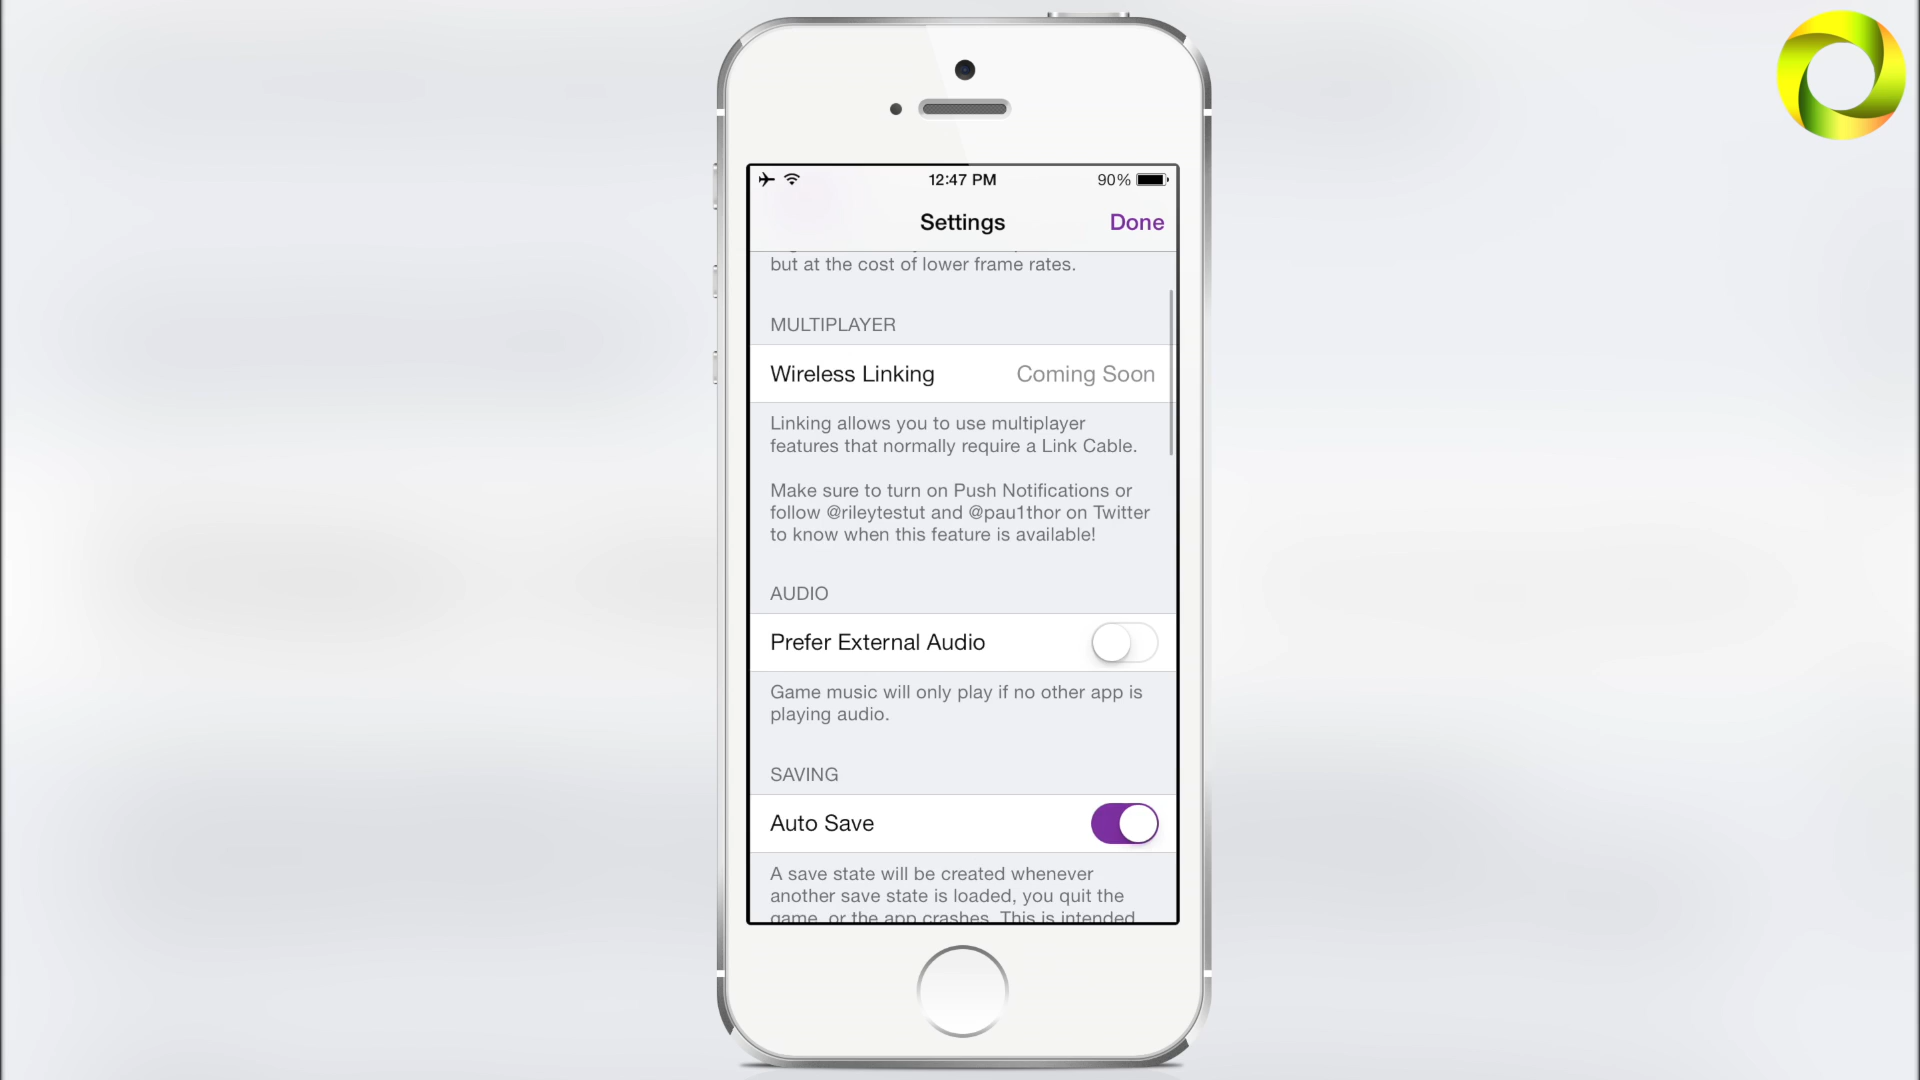 12:47 PM
90%
Settings
Done
but at the cost of lower frame rates.
MULTIPLAYER
Wireless Linking
Coming Soon
Linking allows you to use multiplayer
features that normally require a Link Cable.
Make sure to turn on Push Notifications or
follow @rileytestut and @pau1thor on Twitter
to know when this feature is available!
AUDIO
Prefer External Audio
Game music will only play if no other app is
playing audio.
SAVING
Auto Save
A save state will be created whenever
another save state is loaded, you quit the
game, or the app crashes. This is intended